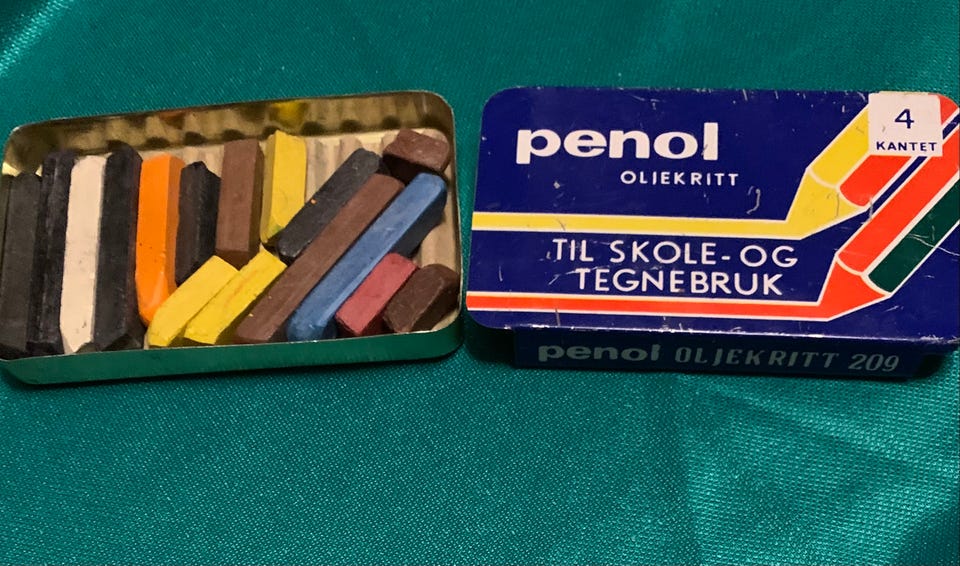 penol
OLJEKRITT
4
KANTET
TIL SKOLE-OG
TEGNEBRUK
penol OLJEKRITT 209